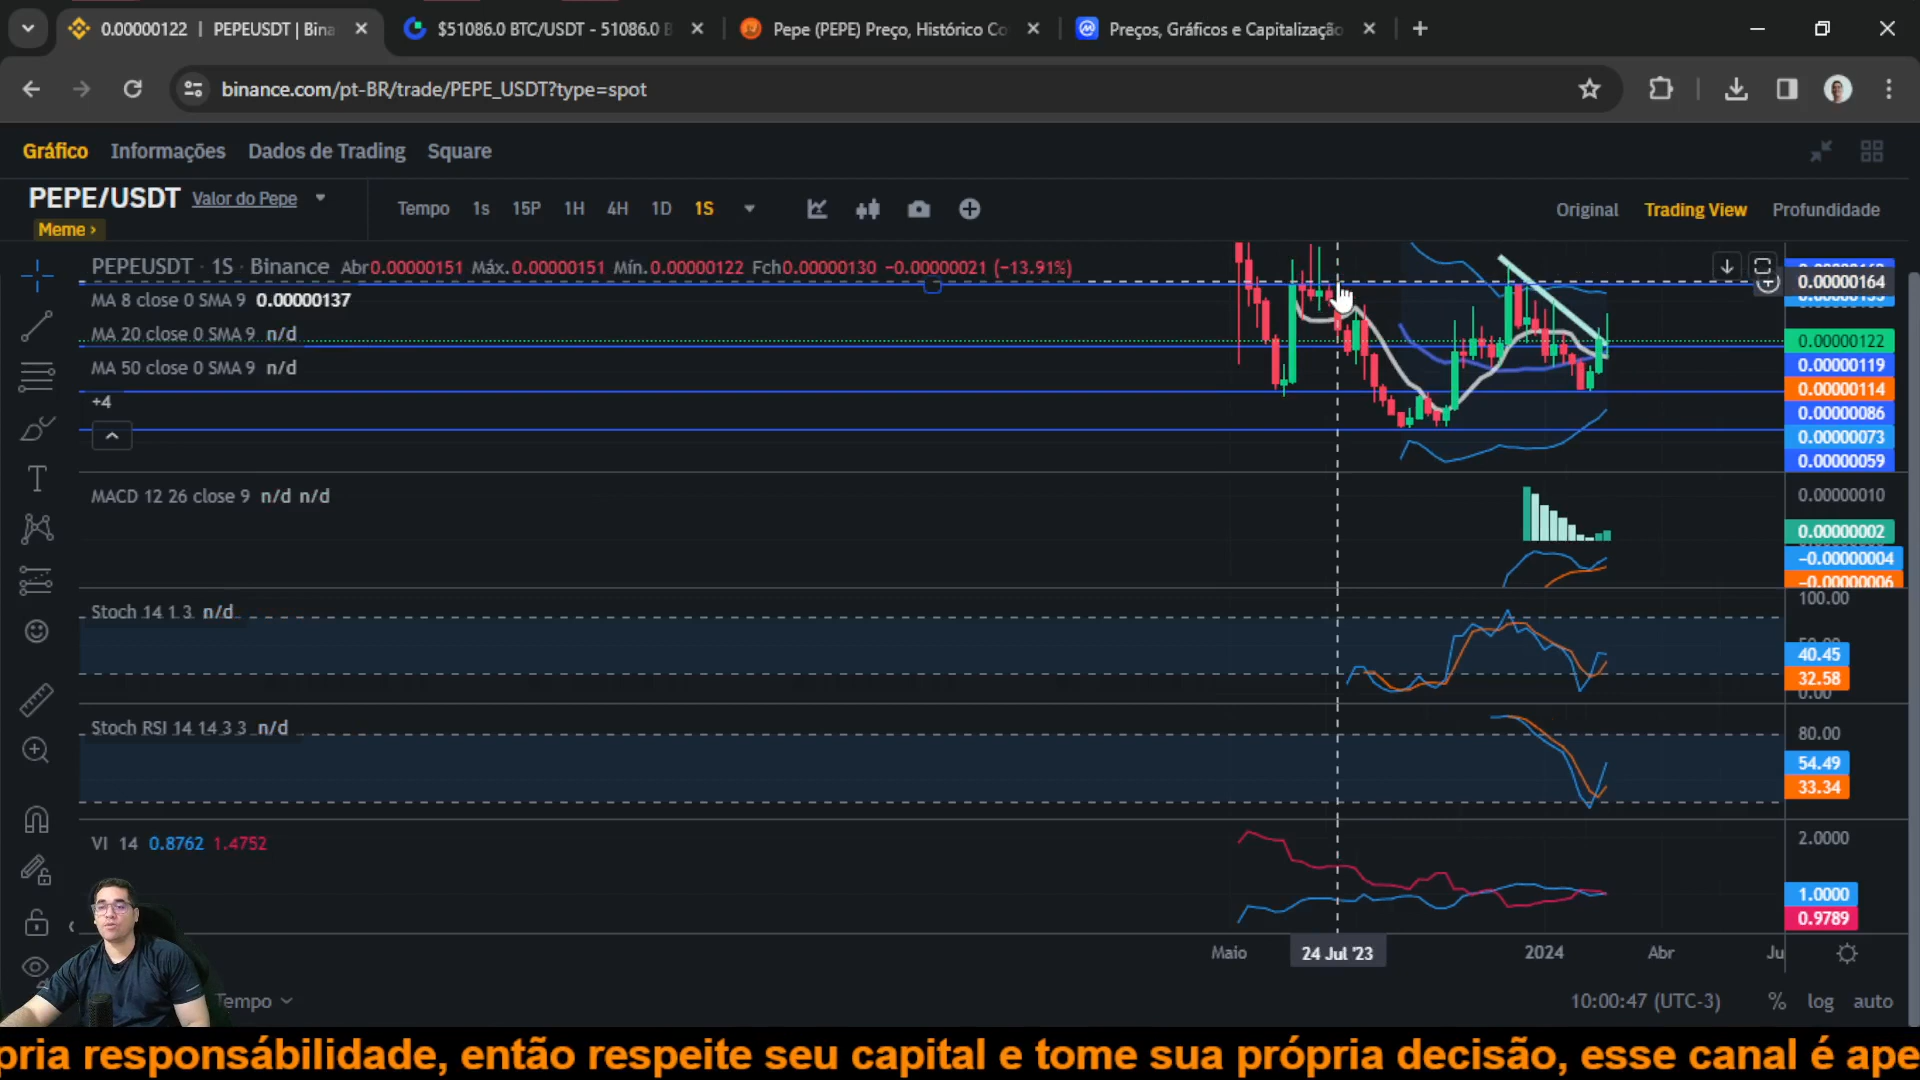 0.00000122 | PEPEUSDT | Bina
$51086.0 BTC/USDT - 51086.0 B
Pepe (PEPE) Preço, Histórico Co
Preços, Gráficos e Capitalização
binance.com/pt-BR/trade/PEPE_USDT?type=spot
Gráfico Informações Dados de Trading Square
PEPE/USDT Valor do Pepe
Meme ›
Tempo 1s 15P 1H 4H 1D 1S
Original Trading View Profundidade
PEPEUSDT · 1S · Binance Abr0.00000151 Máx.0.00000151 Mín.0.00000122 Fch0.00000130 −0.00000021 (−13.91%)
MA 8 close 0 SMA 9 0.00000137
MA 20 close 0 SMA 9 n/d
MA 50 close 0 SMA 9 n/d
+4
0.00000164
0.00000122
0.00000119
0.00000114
0.00000086
0.00000073
0.00000059
MACD 12 26 close 9 n/d n/d
0.00000010
0.00000002
−0.00000004
−0.00000006
Stoch 14 1 3 n/d
100.00
40.45
32.58
0.00
Stoch RSI 14 14 3 3 n/d
80.00
54.49
33.34
VI 14 0.8762 1.4752
2.0000
1.0000
0.9789
Maio 24 Jul '23 2024 Abr Ju
Tempo
10:00:47 (UTC-3) % log auto
pria responsábilidade, então respeite seu capital e tome sua própria decisão, esse canal é ape